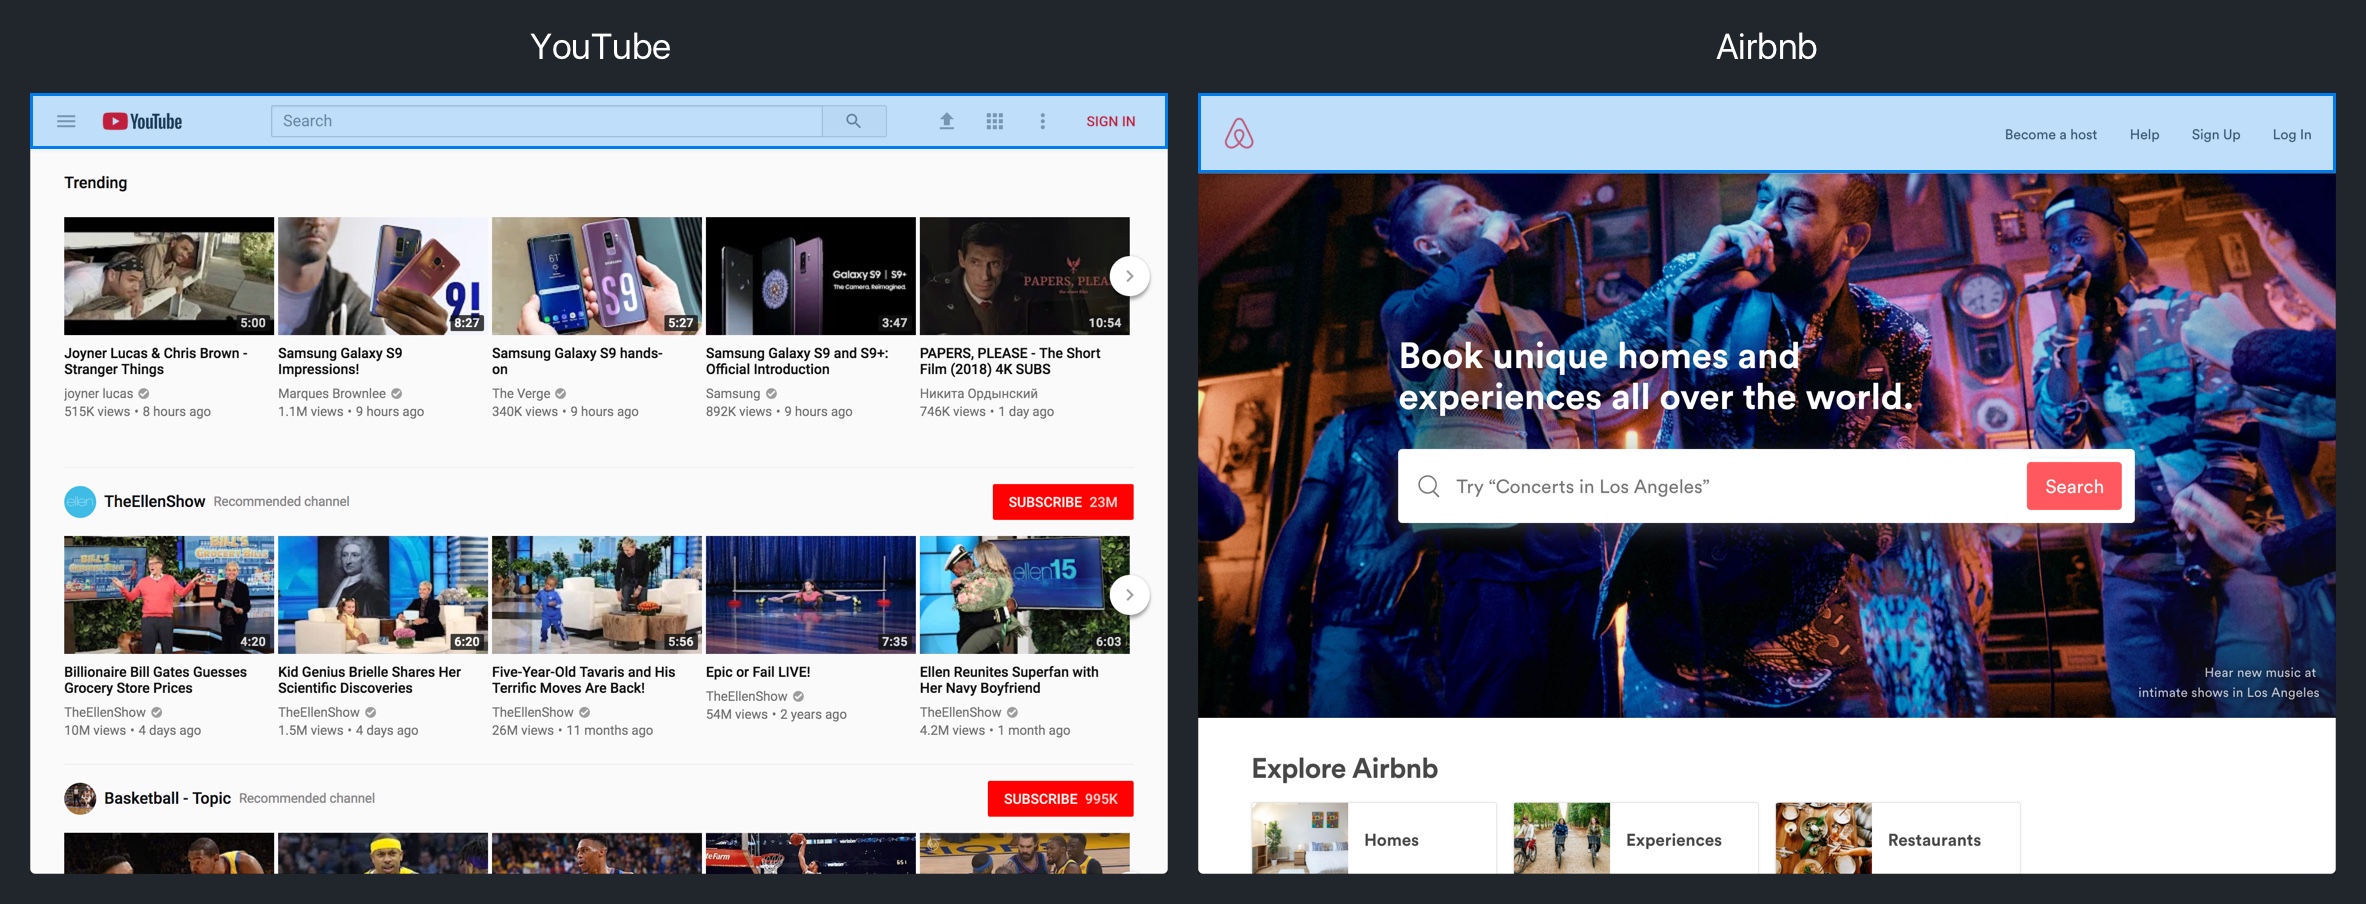 YouTube
Airbnb
YouTube
Search
SIGN IN
Trending
5:00
8:27
9!
5:27
61°
S9
Galaxy S9 | S9+
The Camera. Reimagined.
3:47
PAPERS, PLEA
10:54
Joyner Lucas & Chris Brown -
Stranger Things
joyner lucas
515K views • 8 hours ago
Samsung Galaxy S9
Impressions!
Marques Brownlee
1.1M views • 9 hours ago
Samsung Galaxy S9 hands-
on
The Verge
340K views • 9 hours ago
Samsung Galaxy S9 and S9+:
Official Introduction
Samsung
892K views • 9 hours ago
PAPERS, PLEASE - The Short
Film (2018) 4K SUBS
Никита Ордынский
746K views • 1 day ago
ellen
TheEllenShow Recommended channel
SUBSCRIBE 23M
BILL'S
GROCERY BILLS
4:20
6:20
5:56
7:35
ellen15
6:03
Billionaire Bill Gates Guesses
Grocery Store Prices
TheEllenShow
10M views • 4 days ago
Kid Genius Brielle Shares Her
Scientific Discoveries
TheEllenShow
1.5M views • 4 days ago
Five-Year-Old Tavaris and His
Terrific Moves Are Back!
TheEllenShow
26M views • 11 months ago
Epic or Fail LIVE!
TheEllenShow
54M views • 2 years ago
Ellen Reunites Superfan with
Her Navy Boyfriend
TheEllenShow
4.2M views • 1 month ago
Basketball - Topic Recommended channel
SUBSCRIBE 995K
Become a host
Help
Sign Up
Log In
Book unique homes and
experiences all over the world.
Try “Concerts in Los Angeles”
Search
Hear new music at
intimate shows in Los Angeles
Explore Airbnb
Homes
Experiences
Restaurants